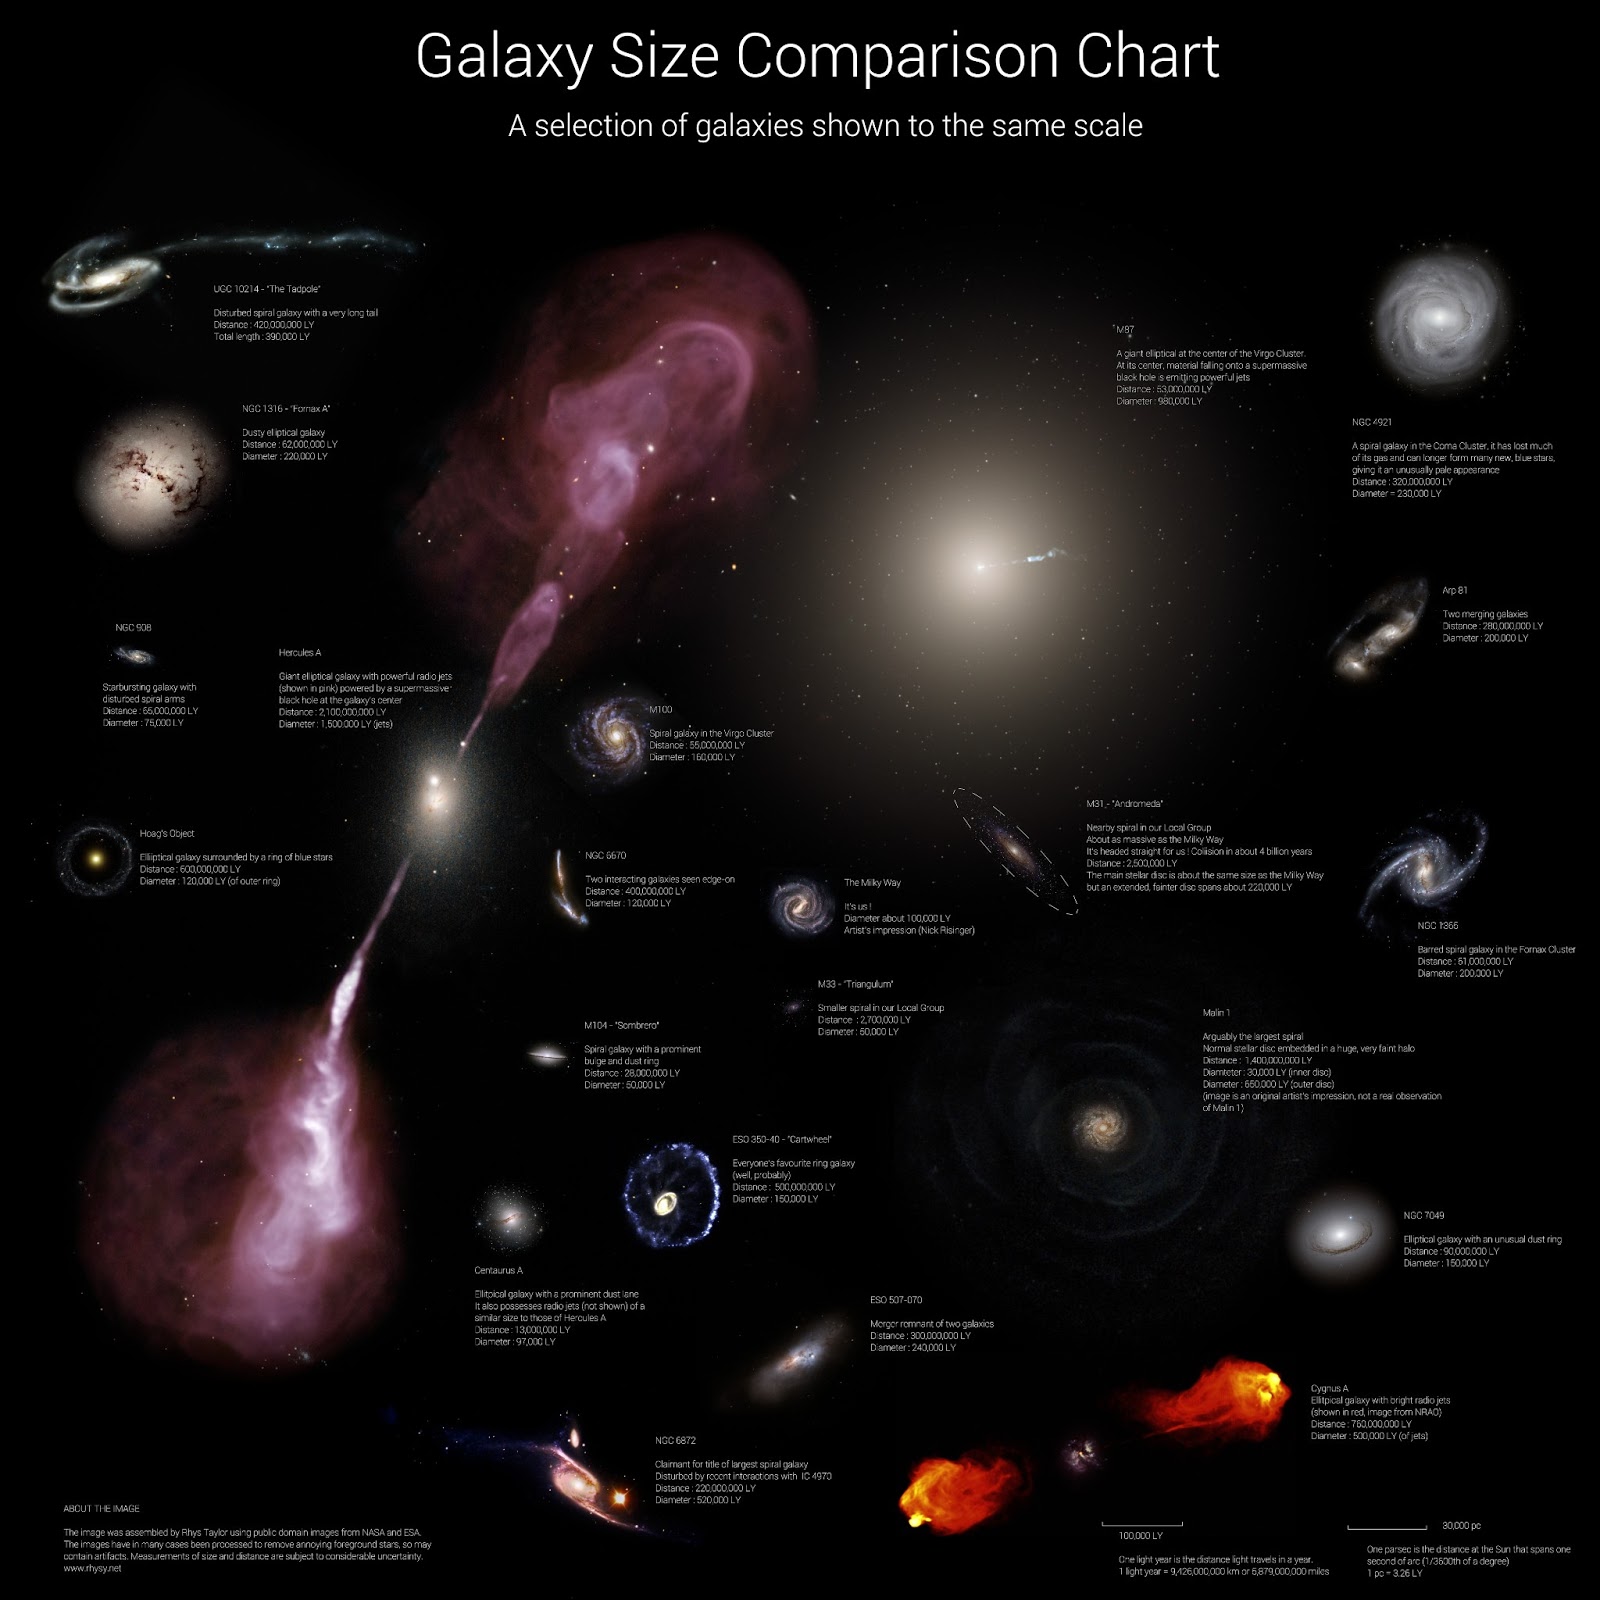 Galaxy Size Comparison Chart
A selection of galaxies shown to the same scale
UGC 10214 - "The Tadpole"
Disturbed spiral galaxy with a very long tail
Distance : 420,000,000 LY
Total length : 390,000 LY
NGC 1316 - "Fornax A"
Dusty elliptical galaxy
Distance : 62,000,000 LY
Diameter : 220,000 LY
M87
A giant elliptical at the center of the Virgo Cluster.
At its center, material falling onto a supermassive
black hole is emitting powerful jets
Distance : 53,000,000 LY
Diameter : 980,000 LY
NGC 4921
A spiral galaxy in the Coma Cluster, it has lost much
of its gas and can longer form many new, blue stars,
giving it an unusually pale appearance
Distance : 320,000,000 LY
Diameter = 230,000 LY
Arp 81
Two merging galaxies
Distance : 280,000,000 LY
Diameter : 200,000 LY
NGC 908
Starbursting galaxy with
disturbed spiral arms
Distance : 65,000,000 LY
Diameter : 75,000 LY
Hercules A
Giant elliptical galaxy with powerful radio jets
(shown in pink) powered by a supermassive
black hole at the galaxy's center
Distance : 2,100,000,000 LY
Diameter : 1,500,000 LY (jets)
M100
Spiral galaxy in the Virgo Cluster
Distance : 55,000,000 LY
Diameter : 160,000 LY
Hoag's Object
Elliptical galaxy surrounded by a ring of blue stars
Distance : 600,000,000 LY
Diameter : 120,000 LY (of outer ring)
NGC 6670
Two interacting galaxies seen edge-on
Distance : 400,000,000 LY
Diameter : 120,000 LY
The Milky Way
It's us !
Diameter about 100,000 LY
Artist's impression (Nick Risinger)
M31 - "Andromeda"
Nearby spiral in our Local Group
About as massive as the Milky Way
It's headed straight for us ! Collision in about 4 billion years
Distance : 2,500,000 LY
The main stellar disc is about the same size as the Milky Way
but an extended, fainter disc spans about 220,000 LY
NGC 1365
Barred spiral galaxy in the Fornax Cluster
Distance : 61,000,000 LY
Diameter : 200,000 LY
M33 - "Triangulum"
Smaller spiral in our Local Group
Distance : 2,700,000 LY
Diameter : 60,000 LY
M104 - "Sombrero"
Spiral galaxy with a prominent
bulge and dust ring
Distance : 28,000,000 LY
Diameter : 50,000 LY
Malin 1
Arguably the largest spiral
Normal stellar disc embedded in a huge, very faint halo
Distance : 1,400,000,000 LY
Diamteter : 30,000 LY (inner disc)
Diameter : 650,000 LY (outer disc)
(image is an original artist's impression, not a real observation
of Malin 1)
ESO 350-40 - "Cartwheel"
Everyone's favourite ring galaxy
(well, probably)
Distance : 500,000,000 LY
Diameter : 150,000 LY
NGC 7049
Elliptical galaxy with an unusual dust ring
Distance : 90,000,000 LY
Diameter : 150,000 LY
Centaurus A
Ellitpical galaxy with a prominent dust lane
It also possesses radio jets (not shown) of a
similar size to those of Hercules A
Distance : 13,000,000 LY
Diameter : 97,000 LY
ESO 507-070
Merger remnant of two galaxies
Distance : 300,000,000 LY
Diameter : 240,000 LY
Cygnus A
Ellitpical galaxy with bright radio jets
(shown in red, image from NRAO)
Distance : 760,000,000 LY
Diameter : 500,000 LY (of jets)
NGC 6872
Claimant for title of largest spiral galaxy
Disturbed by recent interactions with IC 4970
Distance : 220,000,000 LY
Diameter : 520,000 LY
ABOUT THE IMAGE
The image was assembled by Rhys Taylor using public domain images from NASA and ESA.
The images have in many cases been processed to remove annoying foreground stars, so may
contain artifacts. Measurements of size and distance are subject to considerable uncertainty.
www.rhysy.net
100,000 LY
One light year is the distance light travels in a year.
1 light year = 9,426,000,000 km or 5,879,000,000 miles
30,000 pc
One parsec is the distance at the Sun that spans one
second of arc (1/3600th of a degree)
1 pc = 3.26 LY